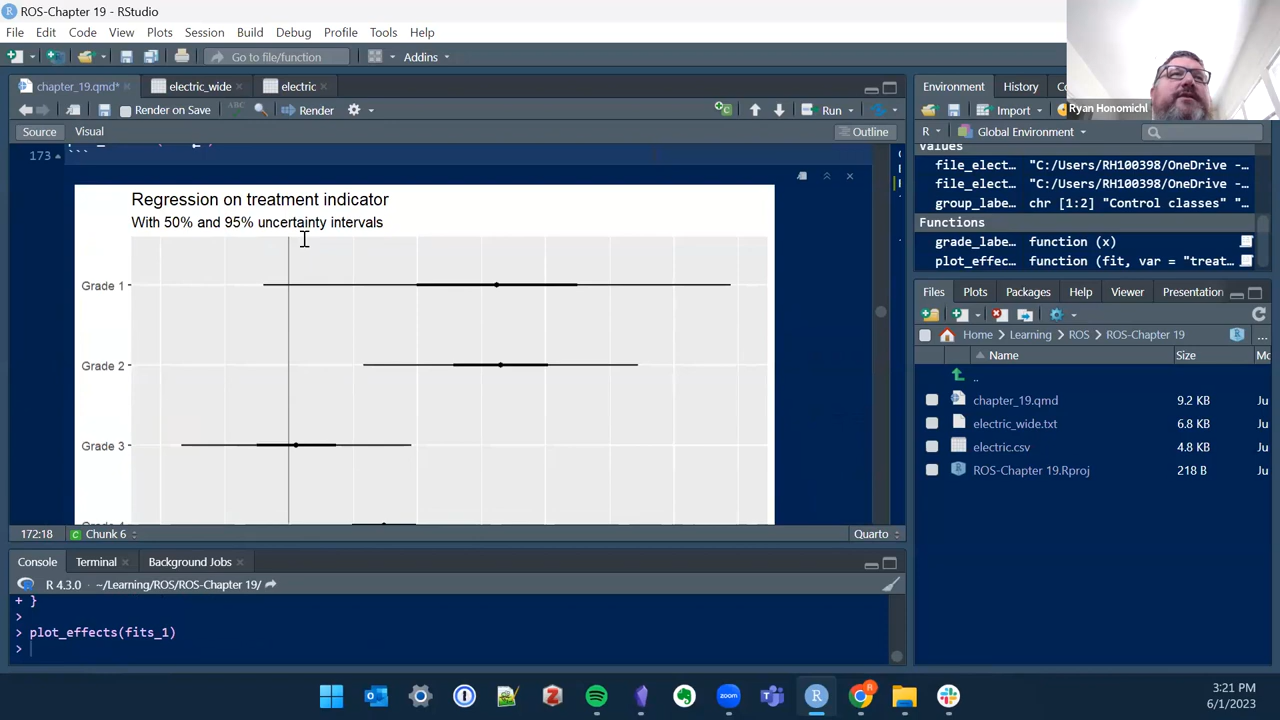 ROS-Chapter 19 - RStudio
File Edit Code View Plots Session Build Debug Profile Tools Help
Go to file/function Addins
chapter_19.qmd* electric_wide electric
Render on Save ABC Render Run
Source Visual Outline
173
Regression on treatment indicator
With 50% and 95% uncertainty intervals
Grade 1
Grade 2
Grade 3
172:18 Chunk 6 Quarto
Console Terminal Background Jobs
R 4.3.0 · ~/Learning/ROS/ROS-Chapter 19/
+ }
>
> plot_effects(fits_1)
>
Ryan Honomichl
Environment History
Import
R Global Environment
Values
file_elect… "C:/Users/RH100398/OneDrive -…
file_elect… "C:/Users/RH100398/OneDrive -…
group_labe… chr [1:2] "Control classes" "…
Functions
grade_labe… function (x)
plot_effec… function (fit, var = "treat…
Files Plots Packages Help Viewer Presentation
Home Learning ROS ROS-Chapter 19 ...
Name Size Mo
..
chapter_19.qmd 9.2 KB Ju
electric_wide.txt 6.8 KB Ju
electric.csv 4.8 KB Ju
ROS-Chapter 19.Rproj 218 B Ju
3:21 PM
6/1/2023